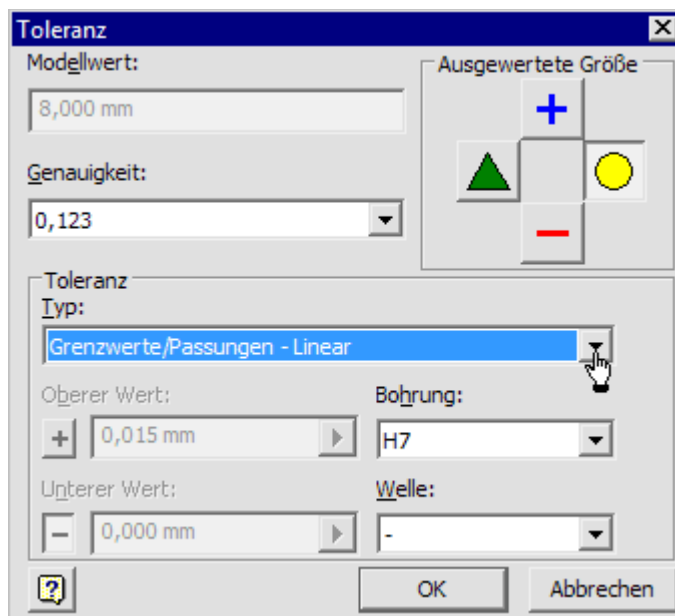 Toleranz
Modellwert:
8,000 mm
Ausgewertete Größe
Genauigkeit:
0,123
Toleranz
Typ:
Grenzwerte/Passungen - Linear
Oberer Wert:
Bohrung:
+ 0,015 mm
H7
Unterer Wert:
Welle:
- 0,000 mm
-
OK
Abbrechen